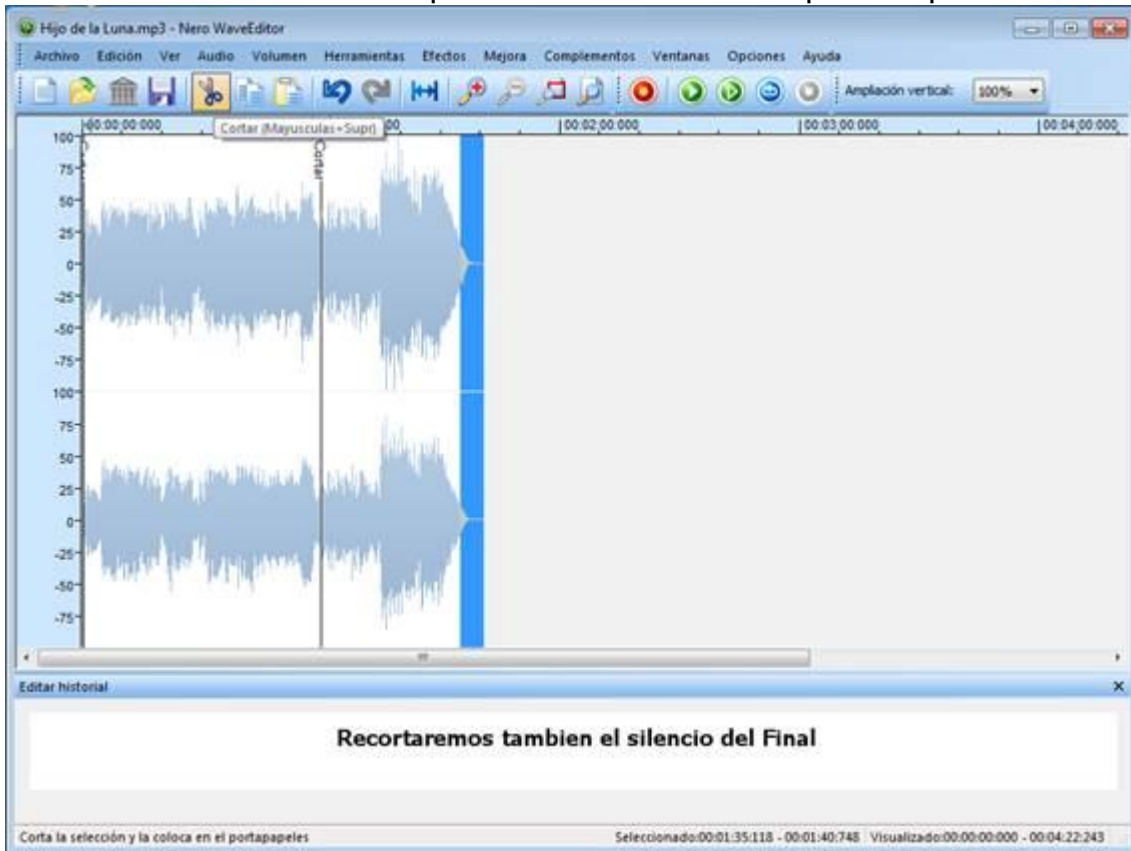 Hijo de la Luna.mp3 - Nero WaveEditor
Archivo Edición Ver Audio Volumen Herramientas Efectos Mejora Complementos Ventanas Opciones Ayuda
Ampliación vertical: 100%
Cortar (Mayusculas+Supr)
00:00:00:000 00 00:02:00:000 00:03:00:000 00:04:00:000
Cortar
100
75
50
25
0
-25
-50
-75
100
75
50
25
0
-25
-50
-75
Editar historial
Recortaremos tambien el silencio del Final
Corta la selección y la coloca en el portapapeles Seleccionado:00:01:35:118 - 00:01:40:748 Visualizado:00:00:00:000 - 00:04:22:243